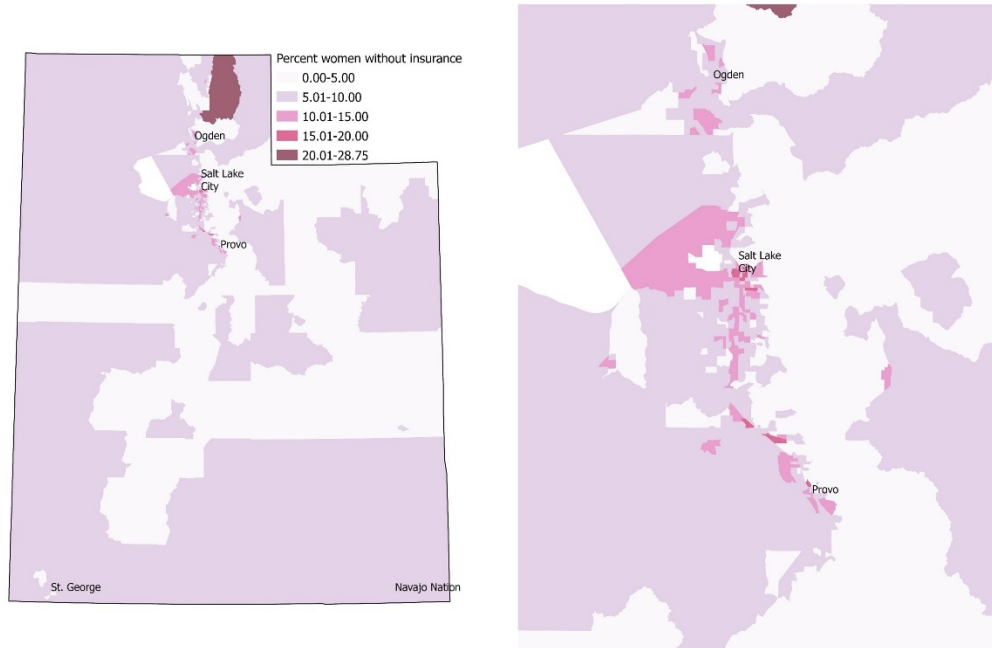 Percent women without insurance
0.00-5.00
5.01-10.00
10.01-15.00
15.01-20.00
20.01-28.75
Ogden
Salt Lake
City
Provo
St. George
Navajo Nation
Ogden
Salt Lake
City
Provo